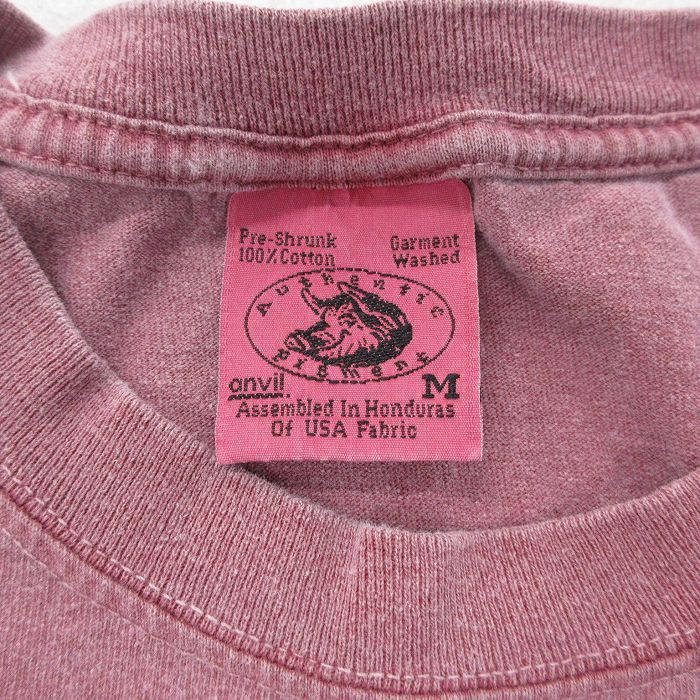 Pre-Shrunk Garment
100% Cotton Washed
Authentic
pigment
anvil. M
Assembled In Honduras
Of USA Fabric